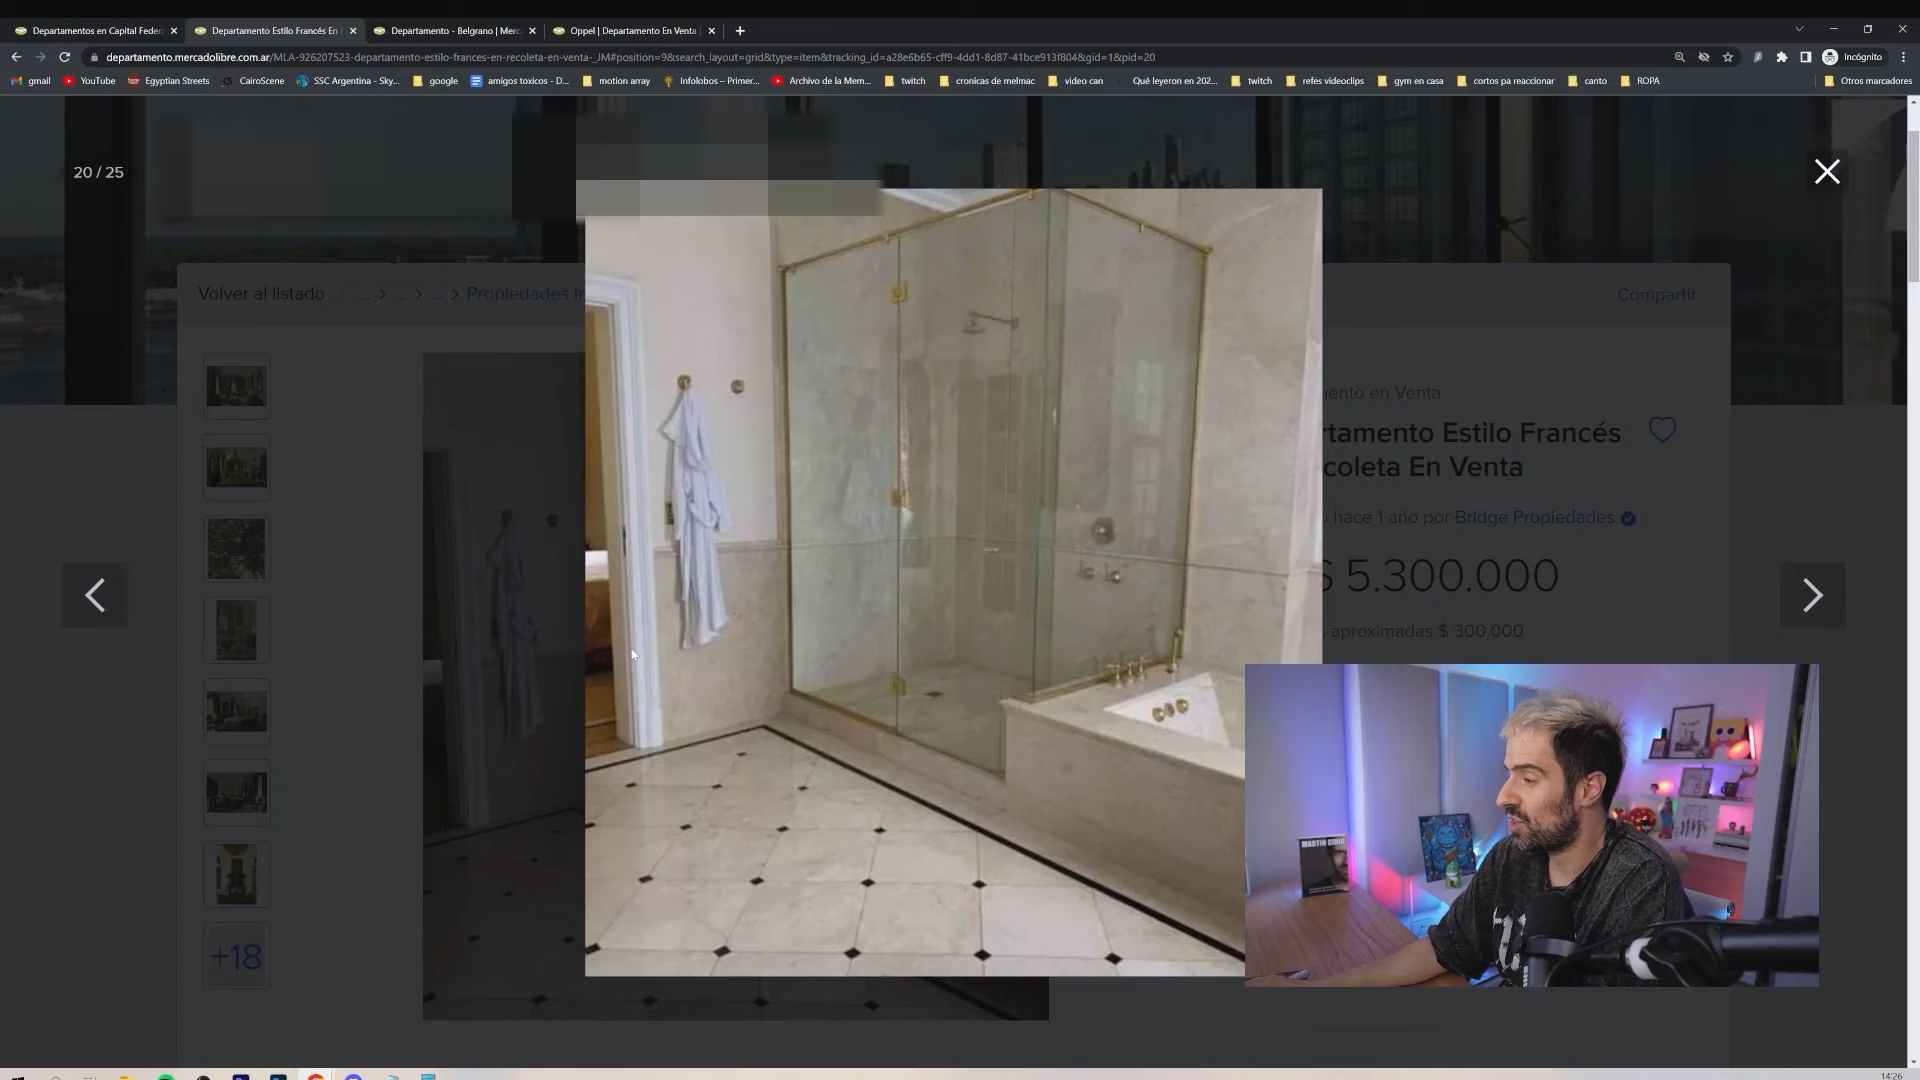 Departamentos en Capital Feder
Departamento Estilo Francés En
Departamento - Belgrano | Merc
Oppel | Departamento En Venta
departamento.mercadolibre.com.ar/MLA-926207523-departamento-estilo-frances-en-recoleta-en-venta-_JM#position=9&search_layout=grid&type=item&tracking_id=a28e6b65-cff9-4dd1-8d87-41bce913f804&gid=1&pid=20
Incógnito
gmail
YouTube
Egyptian Streets
CairoScene
SSC Argentina - Sky...
google
amigos toxicos - D...
motion array
Infolobos – Primer...
Archivo de la Mem...
twitch
cronicas de melmac
video can
Qué leyeron en 202...
twitch
refes videoclips
gym en casa
cortos pa reaccionar
canto
ROPA
Otros marcadores
20 / 25
Volver al listado
... > .. > ... > Propiedades In
Compartir
iento en Venta
rtamento Estilo Francés
coleta En Venta
hace 1 año por Bridge Propiedades
$ 5.300.000
aproximadas $ 300.000
+18
MARTIN CIRIO
14:26